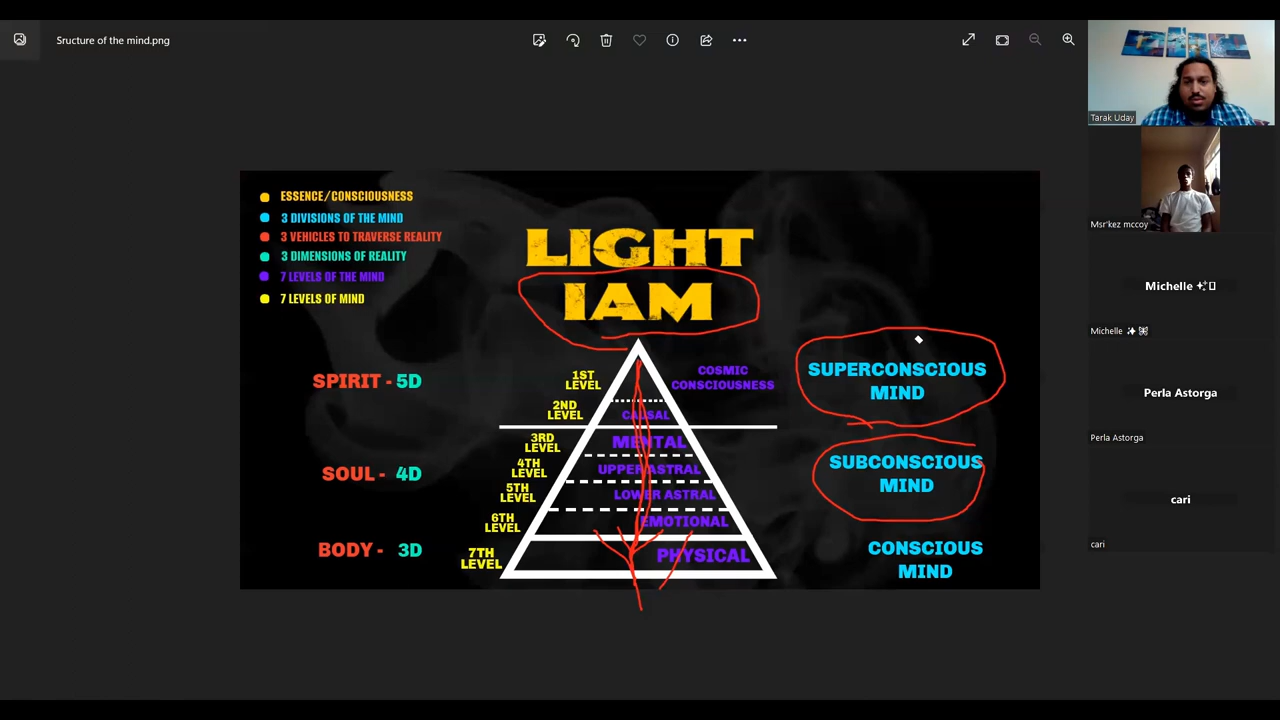 Sructure of the mind.png
ESSENCE/CONSCIOUSNESS
3 DIVISIONS OF THE MIND
3 VEHICLES TO TRAVERSE REALITY
3 DIMENSIONS OF REALITY
7 LEVELS OF THE MIND
7 LEVELS OF MIND
LIGHT
IAM
SPIRIT - 5D
SOUL - 4D
BODY - 3D
1ST
LEVEL
2ND
LEVEL
3RD
LEVEL
4TH
LEVEL
5TH
LEVEL
6TH
LEVEL
7TH
LEVEL
COSMIC
CONSCIOUSNESS
CAUSAL
MENTAL
UPPER ASTRAL
LOWER ASTRAL
EMOTIONAL
PHYSICAL
SUPERCONSCIOUS
MIND
SUBCONSCIOUS
MIND
CONSCIOUS
MIND
Tarak Uday
Msr'kez mccoy
Michelle ✨
Michelle ✨
Perla Astorga
Perla Astorga
cari
cari